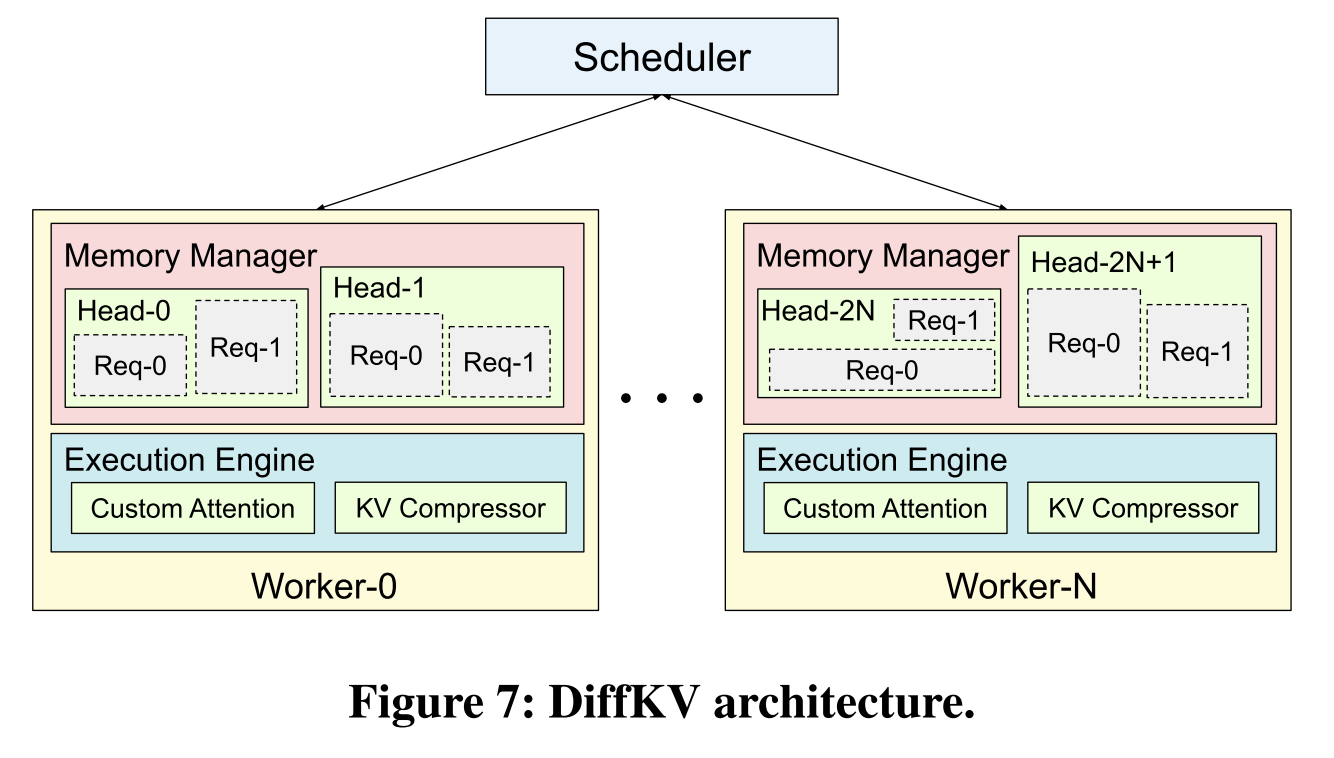 Scheduler
Memory Manager
Head-0
Req-0
Req-1
Head-1
Req-0
Req-1
Execution Engine
Custom Attention
KV Compressor
Worker-0
. . .
Memory Manager
Head-2N
Req-1
Req-0
Head-2N+1
Req-0
Req-1
Execution Engine
Custom Attention
KV Compressor
Worker-N
Figure 7: DiffKV architecture.